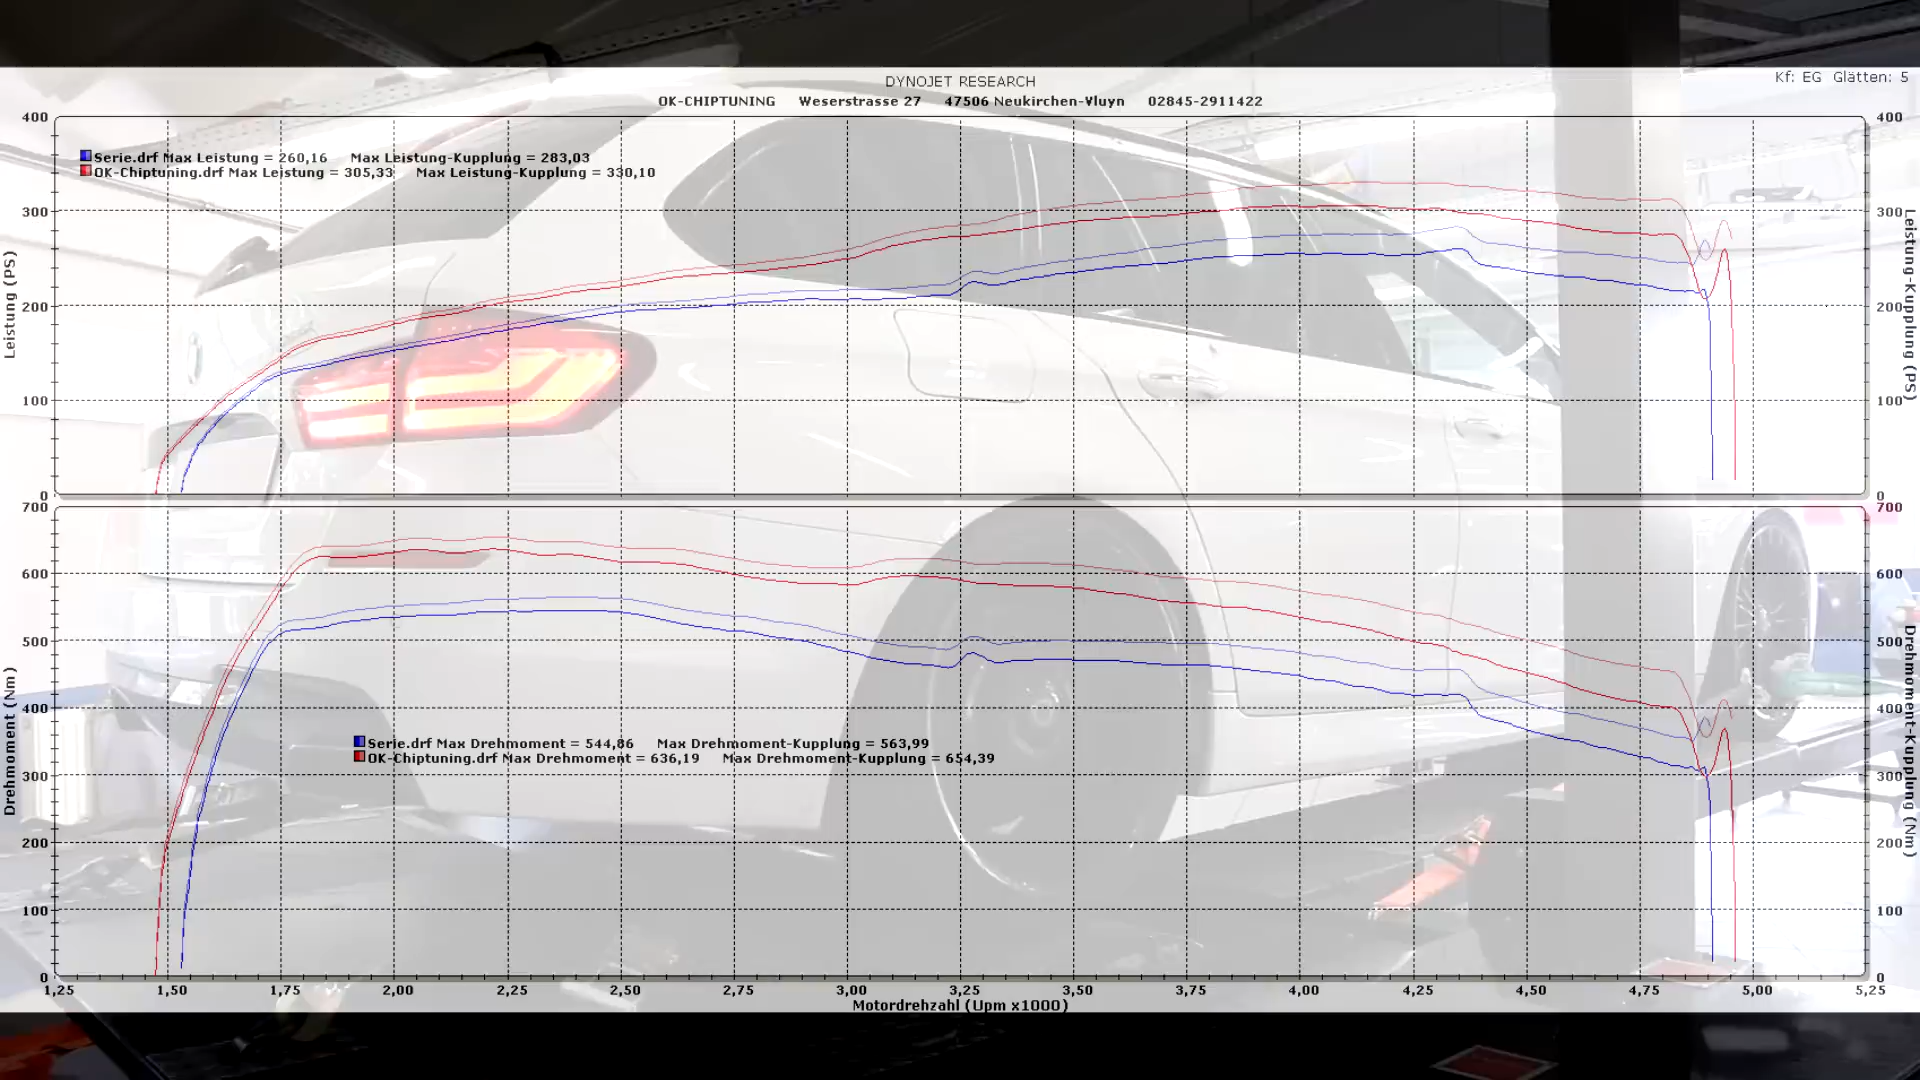 DYNOJET RESEARCH
Kf: EG Glätten: 5
OK-CHIPTUNING Weserstrasse 27 47506 Neukirchen-Vluyn 02845-2911422
400
300
200
100
0
Leistung (PS)
Serie.drf Max Leistung = 260,16 Max Leistung-Kupplung = 283,03
OK-Chiptuning.drf Max Leistung = 305,33 Max Leistung-Kupplung = 330,10
400
300
200
100
0
Leistung-Kupplung (PS)
700
600
500
400
300
200
100
0
Drehmoment (Nm)
Serie.drf Max Drehmoment = 544,86 Max Drehmoment-Kupplung = 563,99
OK-Chiptuning.drf Max Drehmoment = 636,19 Max Drehmoment-Kupplung = 654,39
700
600
500
400
300
200
100
0
Drehmoment-Kupplung (Nm)
1,25 1,50 1,75 2,00 2,25 2,50 2,75 3,00 3,25 3,50 3,75 4,00 4,25 4,50 4,75 5,00 5,25
Motordrehzahl (Upm x1000)